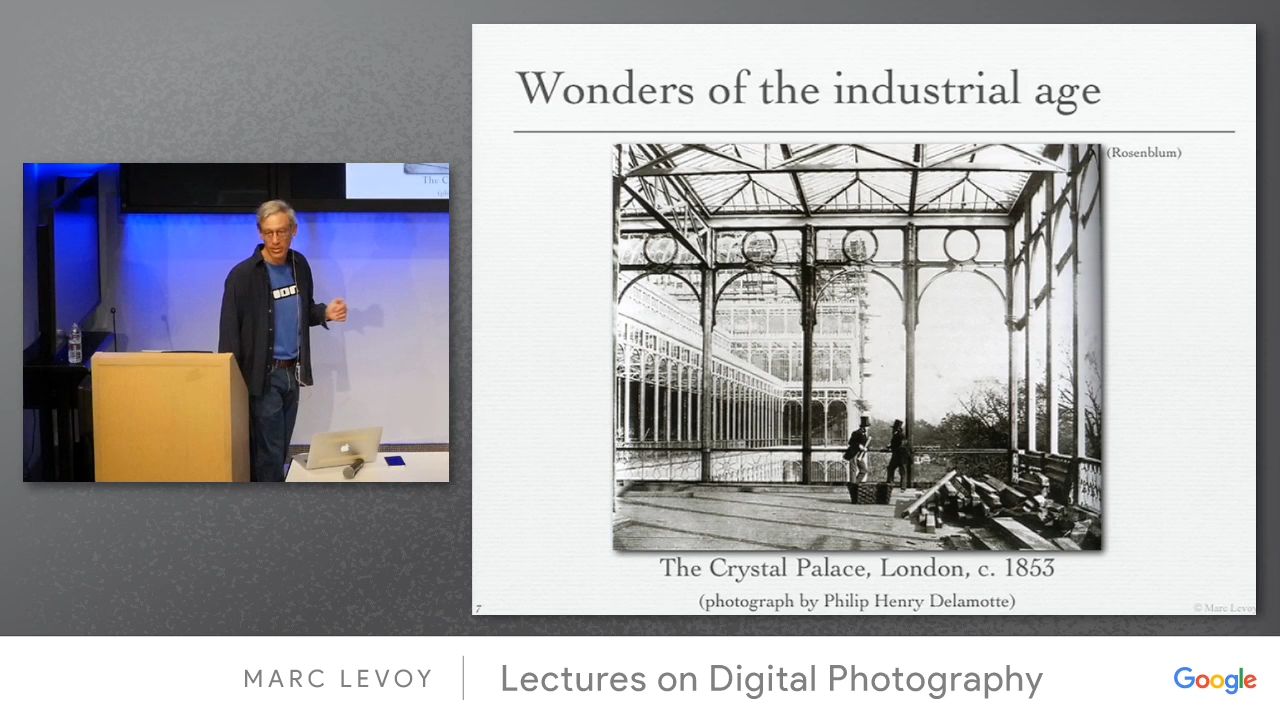 Wonders of the industrial age
(Rosenblum)
The Crystal Palace, London, c. 1853
(photograph by Philip Henry Delamotte)
7
© Marc Levoy
The C
MARC LEVOY
Lectures on Digital Photography
Google